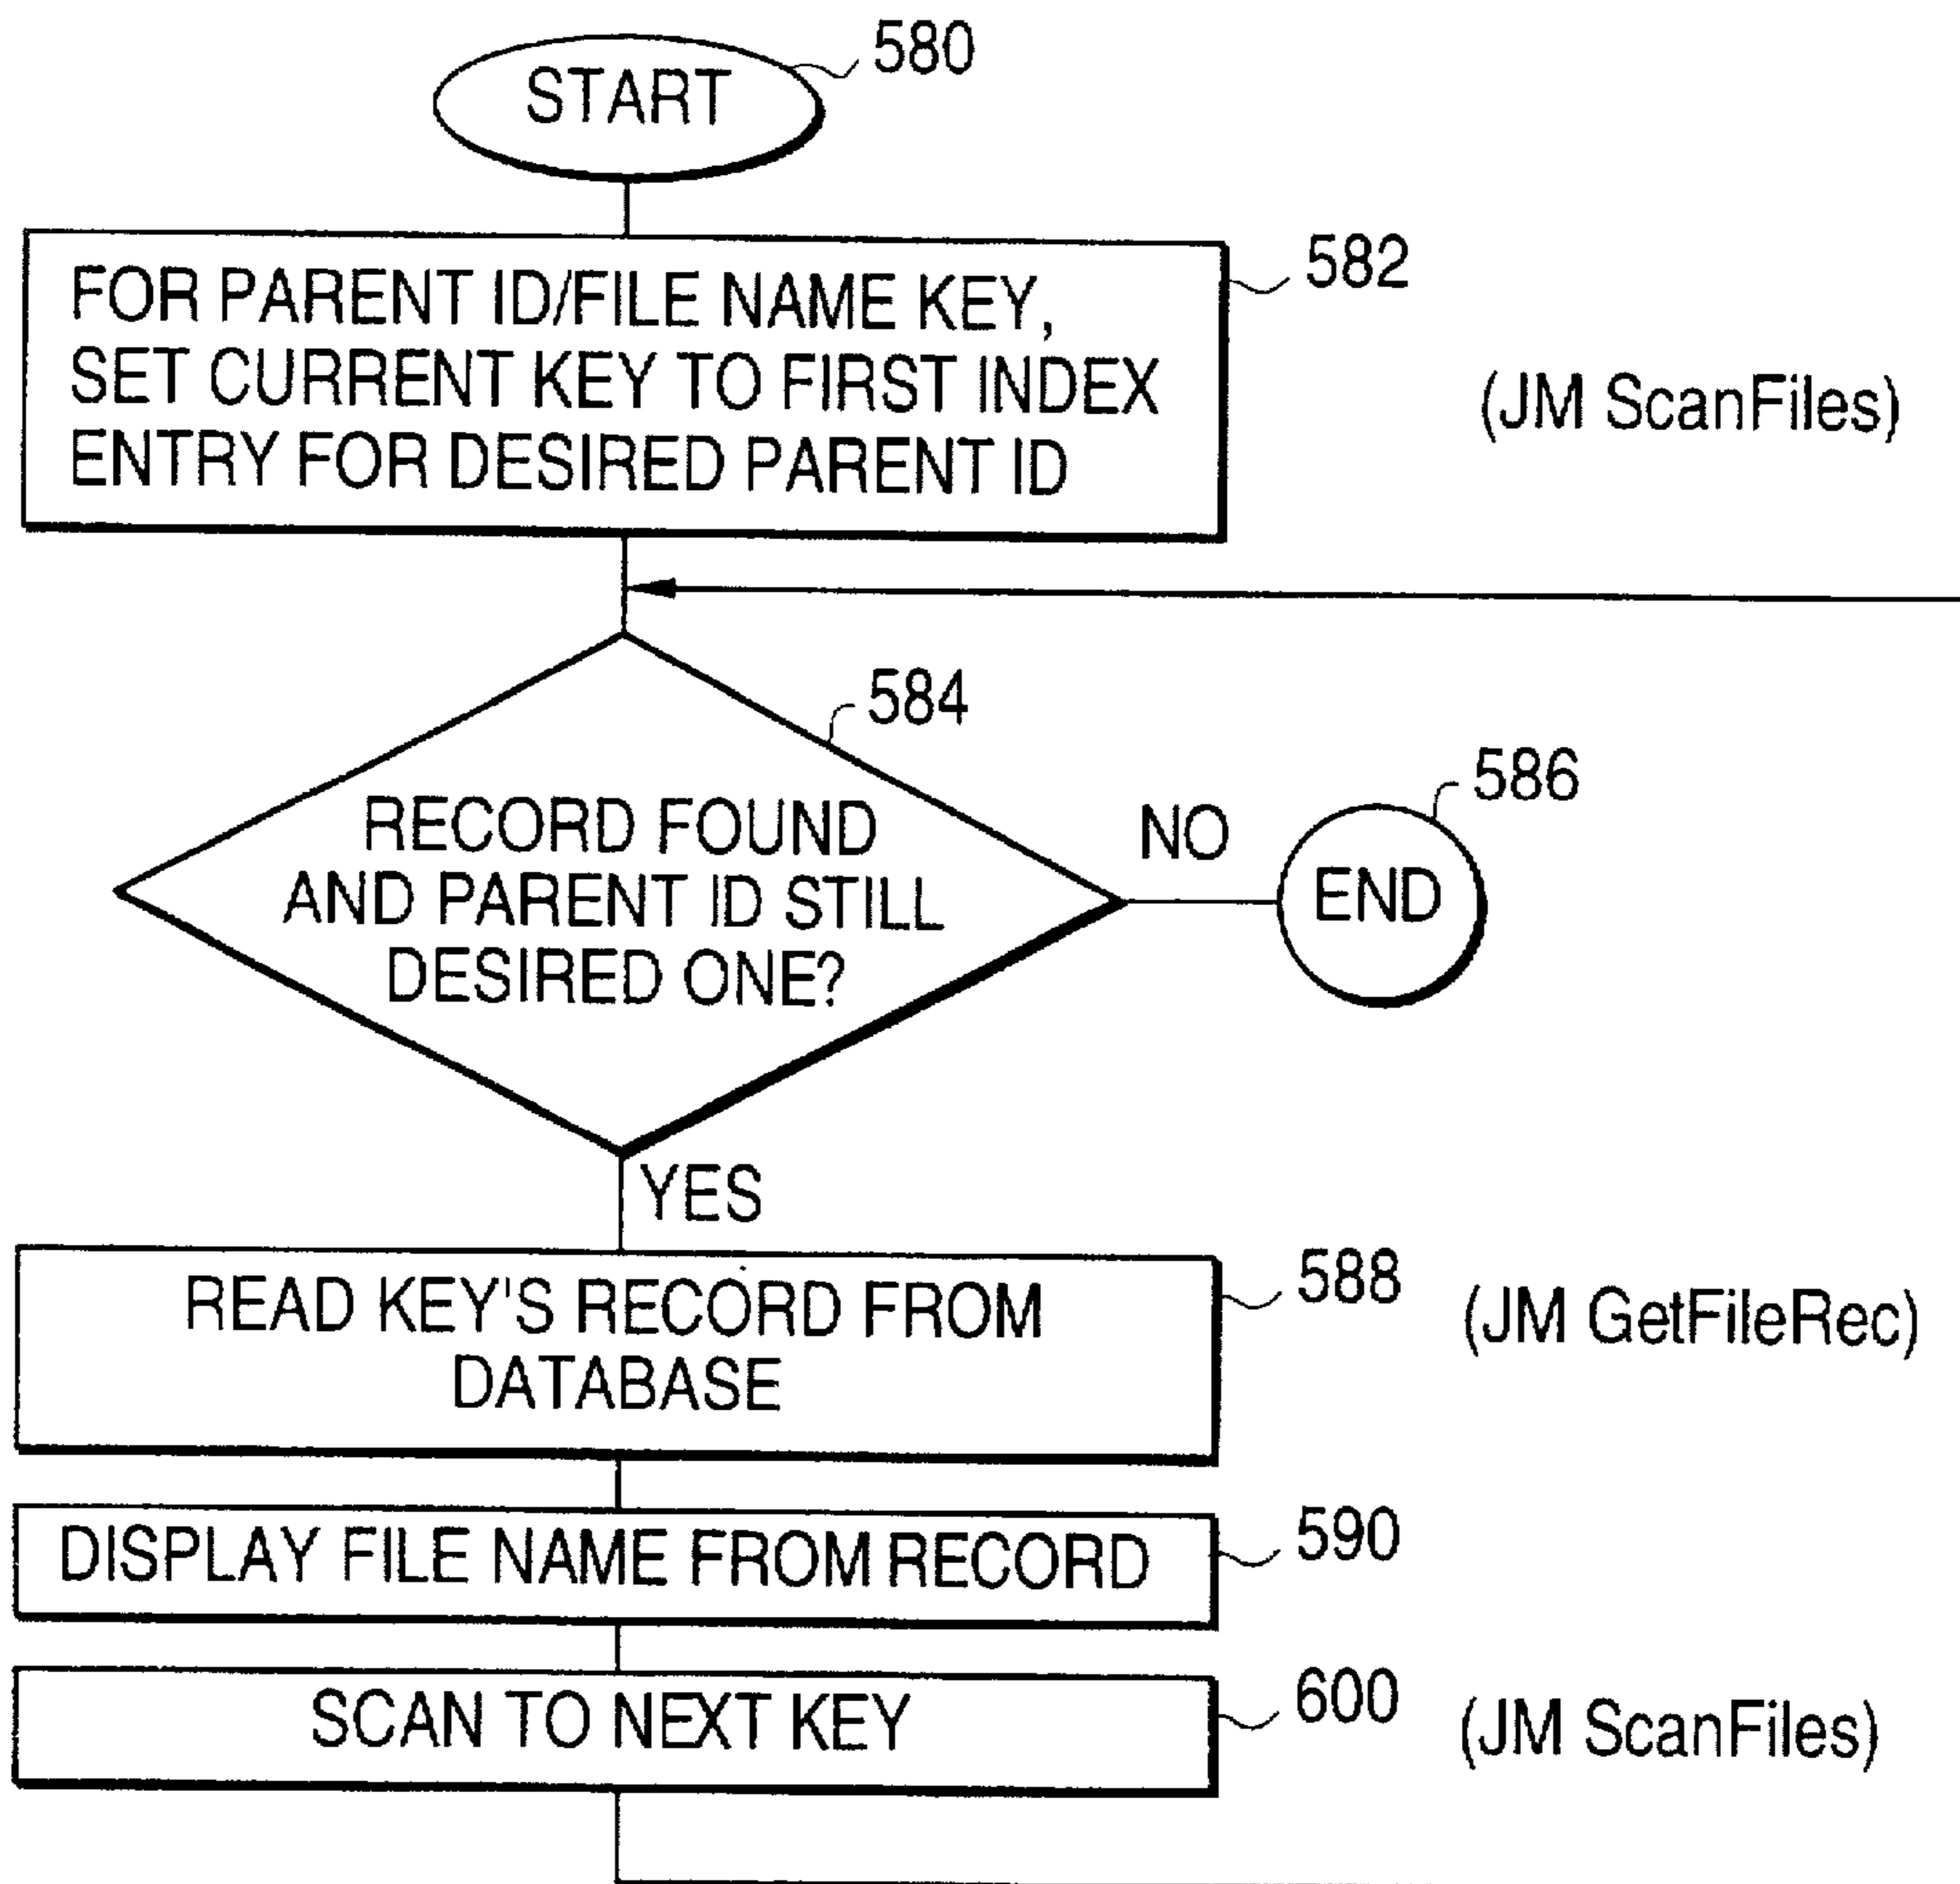 START
580
FOR PARENT ID/FILE NAME KEY,
SET CURRENT KEY TO FIRST INDEX
ENTRY FOR DESIRED PARENT ID
582
(JM ScanFiles)
584
RECORD FOUND
AND PARENT ID STILL
DESIRED ONE?
NO
586
END
YES
READ KEY'S RECORD FROM
DATABASE
588
(JM GetFileRec)
DISPLAY FILE NAME FROM RECORD
590
SCAN TO NEXT KEY
600
(JM ScanFiles)